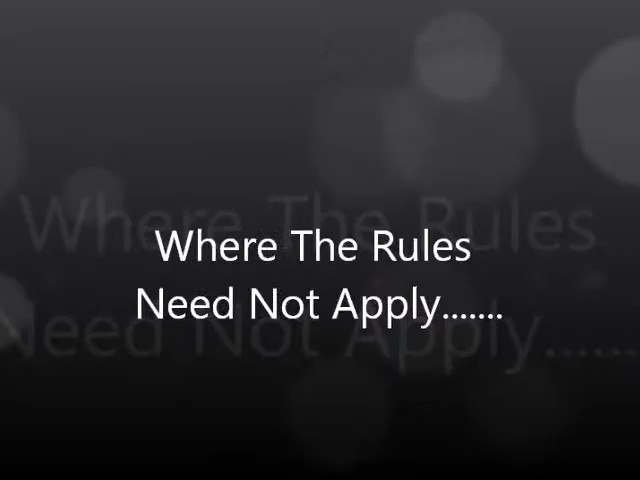 Where The Rules
Need Not Apply.......